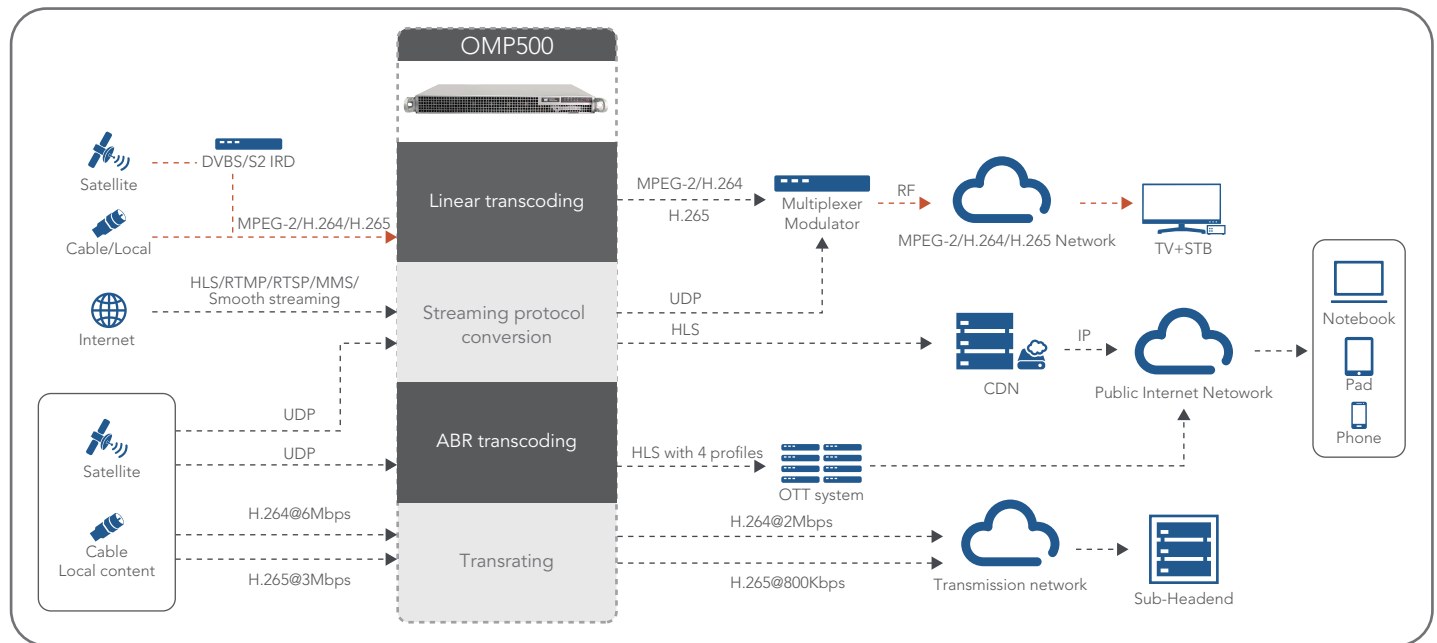 OMP500
DVBS/S2 IRD
Satellite
Cable/Local
MPEG-2/H.264/H.265
Linear transcoding
MPEG-2/H.264
H.265
Multiplexer
Modulator
RF
MPEG-2/H.264/H.265 Network
TV+STB
HLS/RTMP/RTSP/MMS/
Smooth streaming
Internet
Streaming protocol
conversion
UDP
HLS
CDN
IP
Public Internet Netowork
Notebook
Pad
Phone
UDP
UDP
Satellite
ABR transcoding
HLS with 4 profiles
OTT system
Cable
Local content
H.264@6Mbps
H.265@3Mbps
Transrating
H.264@2Mbps
H.265@800Kbps
Transmission network
Sub-Headend